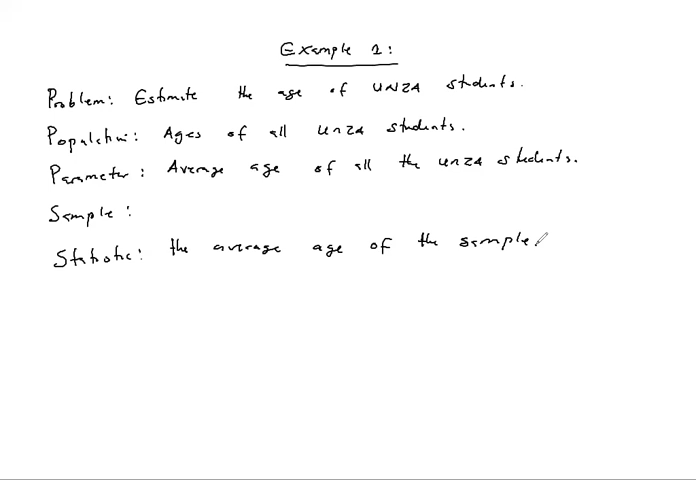 Example 1:
Problem: Estimate the age of UNZA students.
Population: Ages of all unza students.
Parameter: Average age of all the unza students.
Sample:
Statistic: the average age of the sample